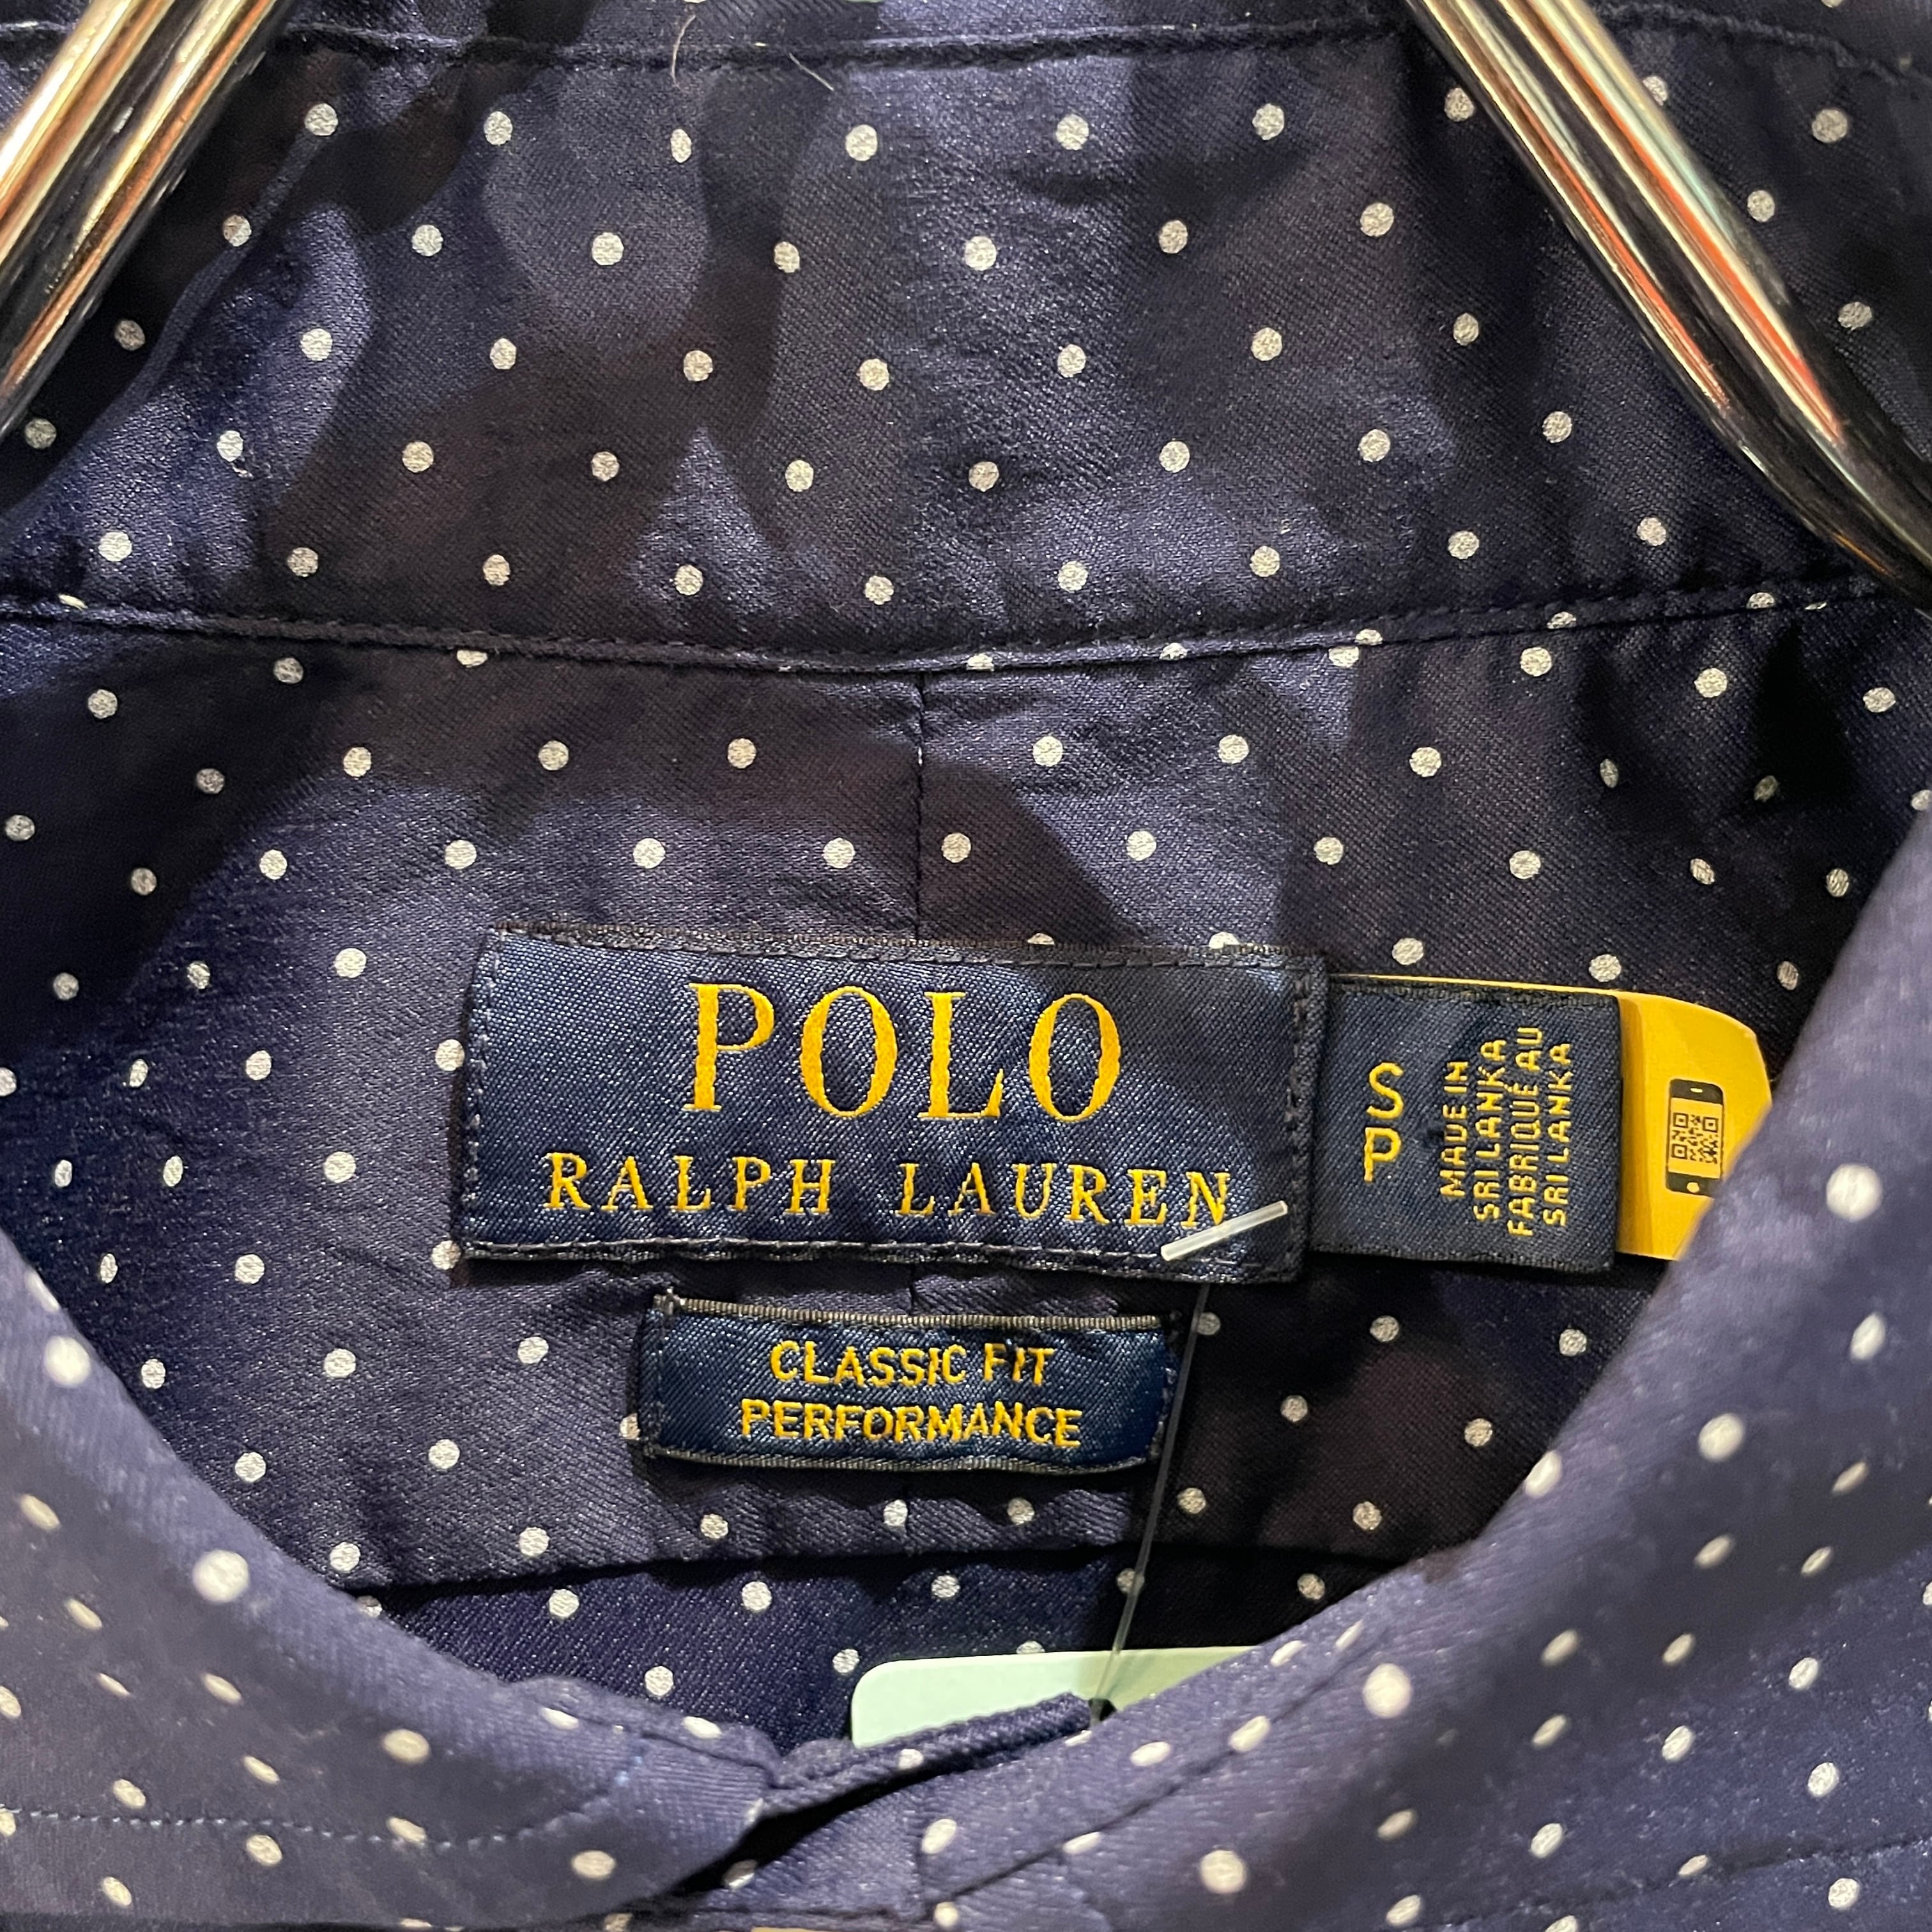 POLO
RALPH LAUREN
S
P
MADE IN
SRI LANKA
FABRIQUÉ AU
SRI LANKA
CLASSIC FIT
PERFORMANCE